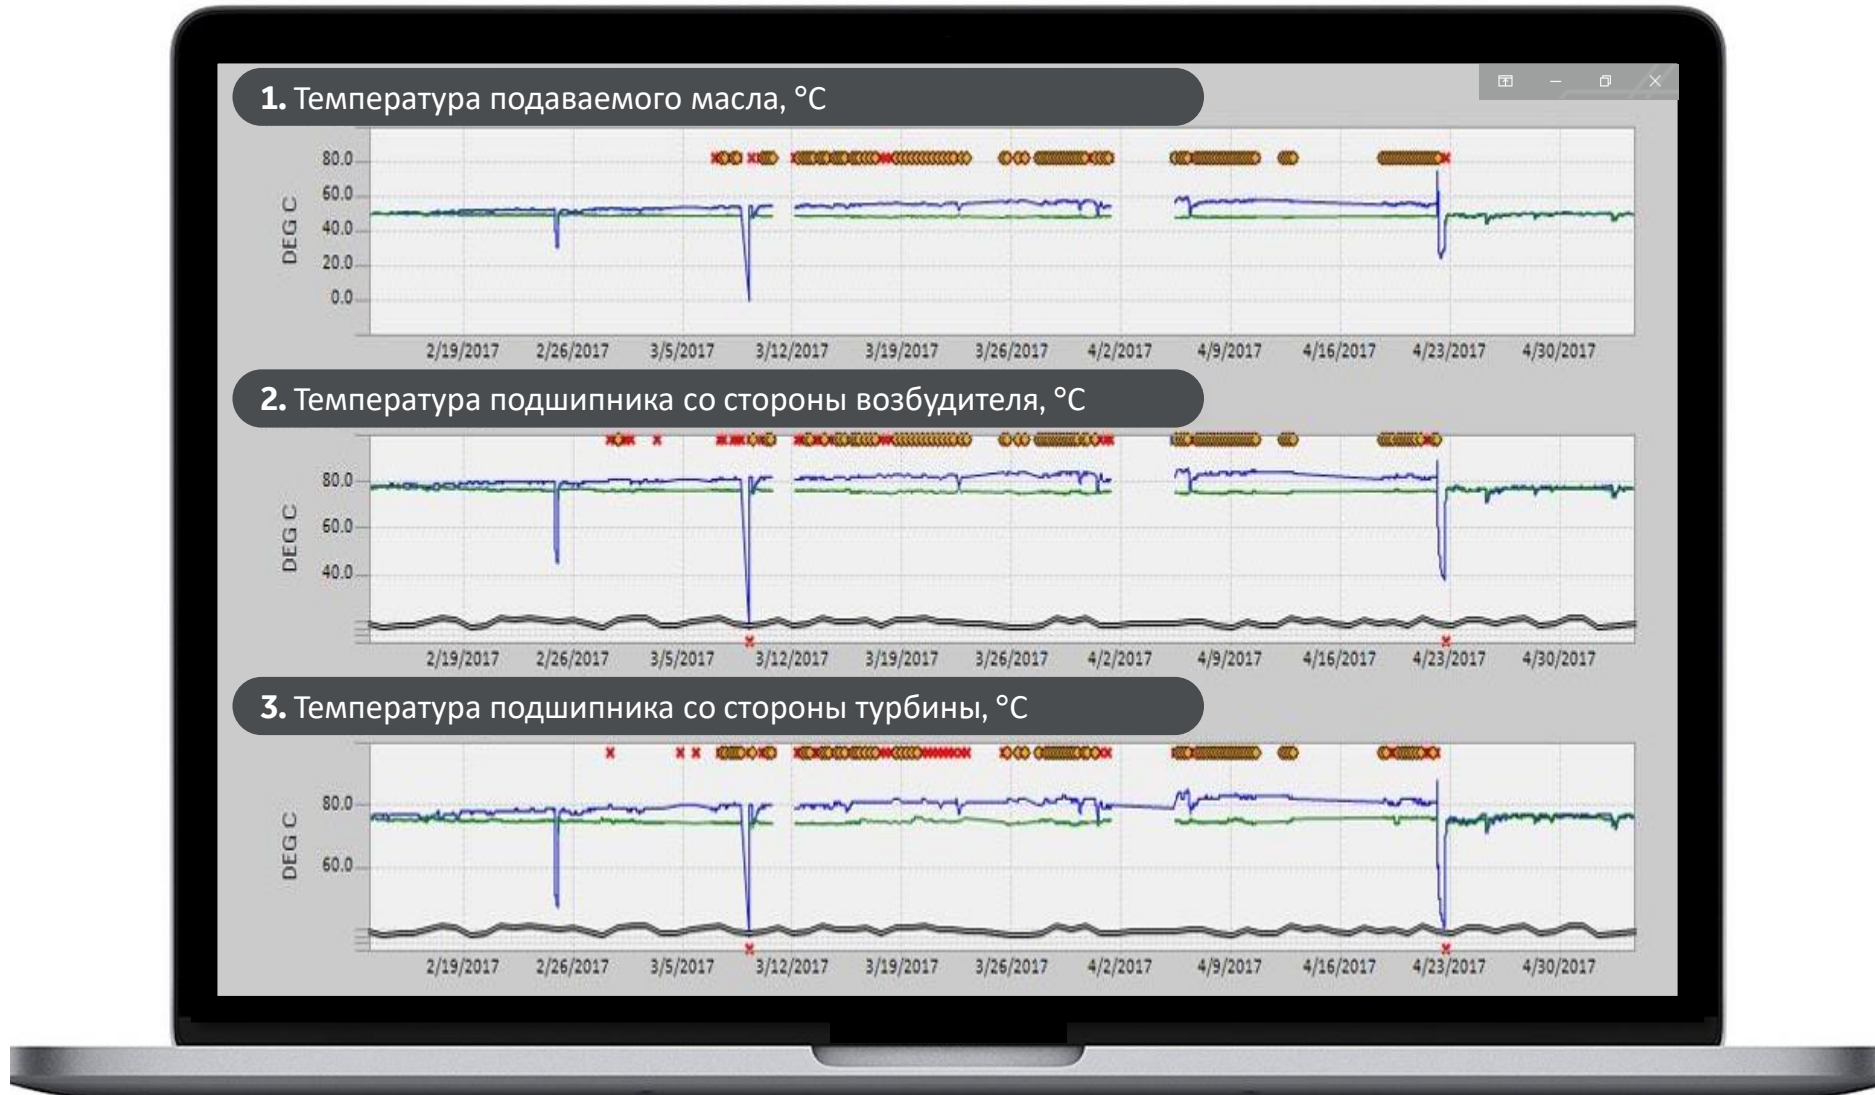 1. Температура подаваемого масла, °C
80.0
60.0
40.0
20.0
0.0
DEG C
2/19/2017 2/26/2017 3/5/2017 3/12/2017 3/19/2017 3/26/2017 4/2/2017 4/9/2017 4/16/2017 4/23/2017 4/30/2017
2. Температура подшипника со стороны возбудителя, °C
80.0
60.0
40.0
DEG C
2/19/2017 2/26/2017 3/5/2017 3/12/2017 3/19/2017 3/26/2017 4/2/2017 4/9/2017 4/16/2017 4/23/2017 4/30/2017
3. Температура подшипника со стороны турбины, °C
80.0
60.0
DEG C
2/19/2017 2/26/2017 3/5/2017 3/12/2017 3/19/2017 3/26/2017 4/2/2017 4/9/2017 4/16/2017 4/23/2017 4/30/2017